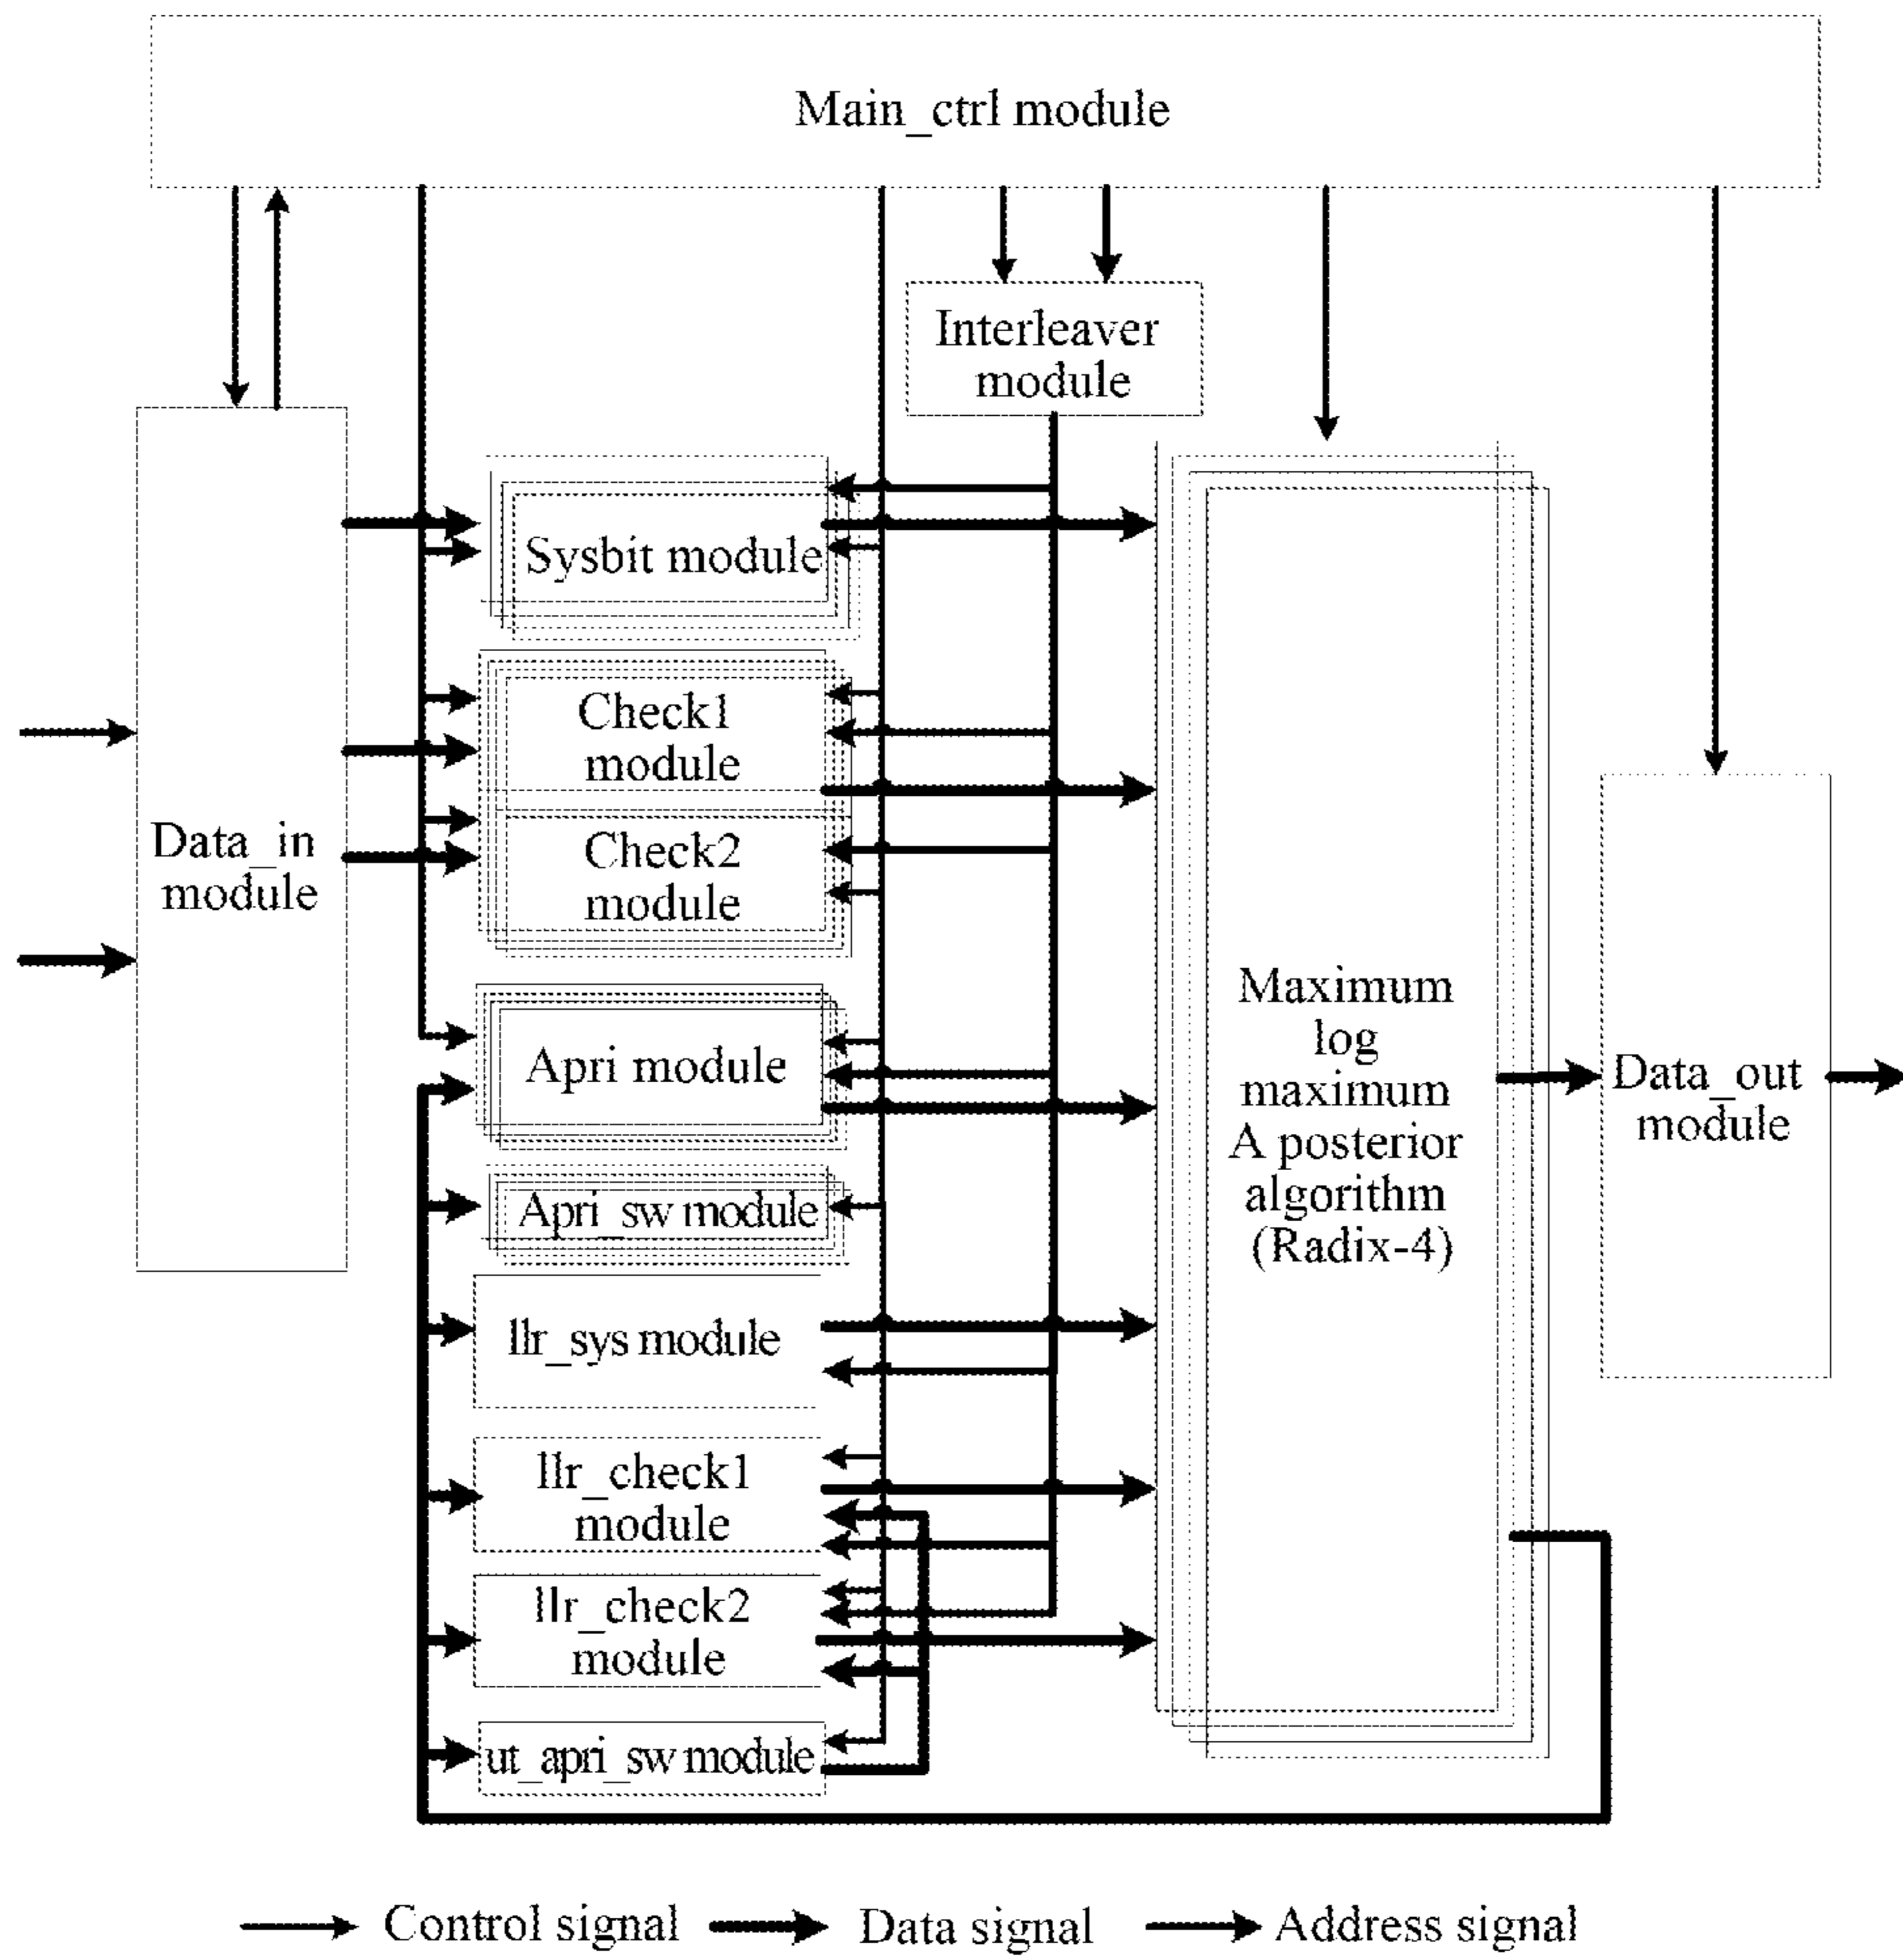 Main_ctrl module
Interleaver
module
Sysbit module
Check1
module
Check2
module
Data_in
module
Apri module
Apri_sw module
llr_sys module
llr_check1
module
llr_check2
module
ut_apri_sw module
Maximum
log
maximum
A posterior
algorithm
(Radix-4)
Data_out
module
Control signal
Data signal
Address signal